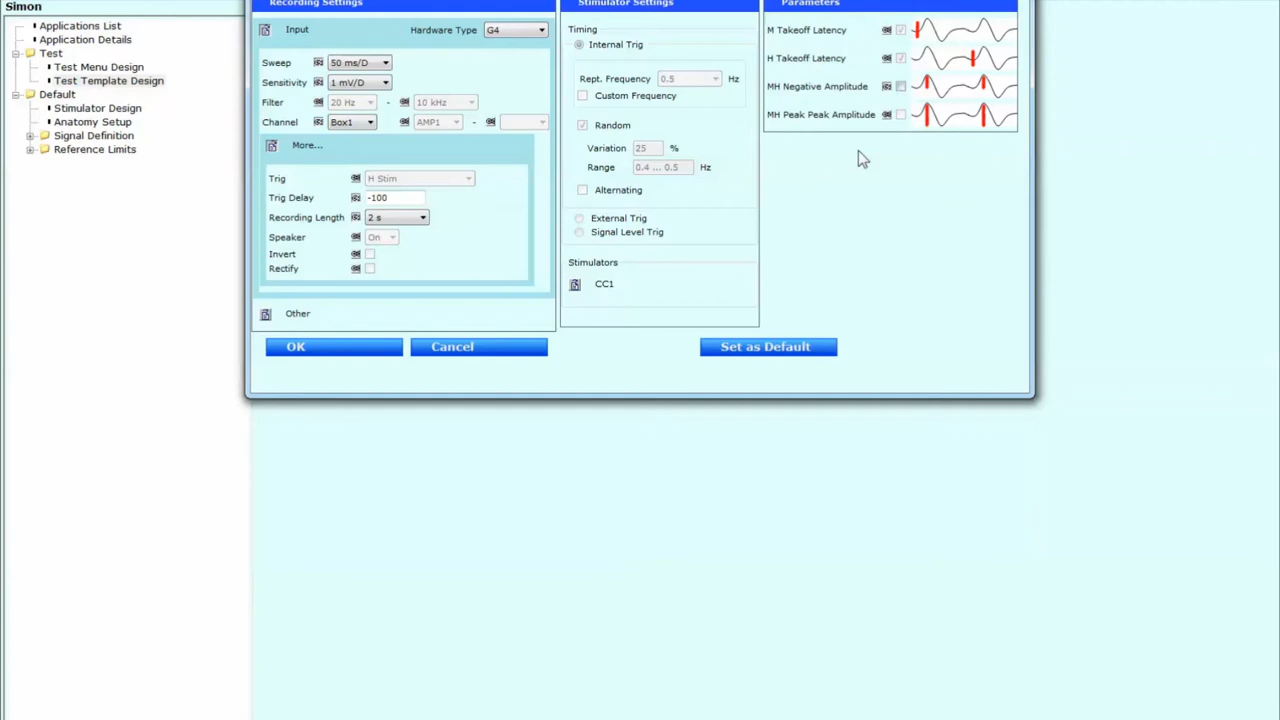 Simon
Applications List
Application Details
Test
Test Menu Design
Test Template Design
Default
Stimulator Design
Anatomy Setup
Signal Definition
Reference Limits
Recording Settings
Input
Hardware Type G4
Sweep 50 ms/D
Sensitivity 1 mV/D
Filter 20 Hz - 10 kHz
Channel Box1 AMP1 -
More...
Trig H Stim
Trig Delay -100
Recording Length 2 s
Speaker On
Invert
Rectify
Other
OK
Cancel
Set as Default
Stimulator Settings
Timing
Internal Trig
Rept. Frequency 0.5 Hz
Custom Frequency
Random
Variation 25 %
Range 0.4 ... 0.5 Hz
Alternating
External Trig
Signal Level Trig
Stimulators
CC1
Parameters
M Takeoff Latency
H Takeoff Latency
MH Negative Amplitude
MH Peak Peak Amplitude